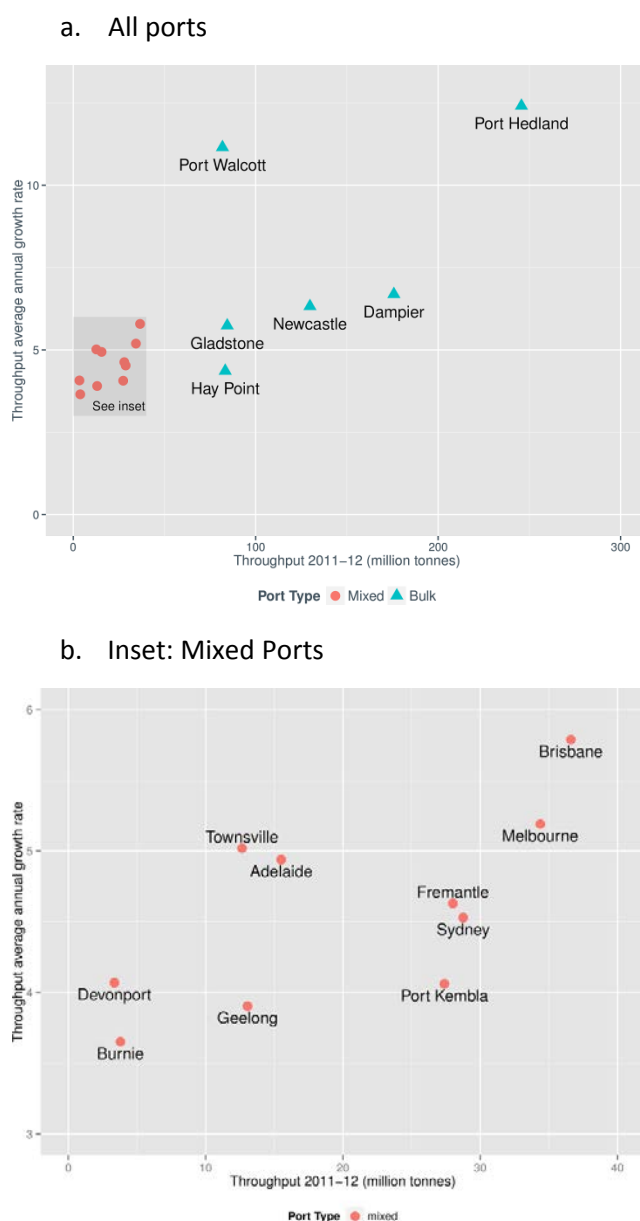 a. All ports
Port Hedland
Port Walcott
10
Throughput average annual growth rate
Dampier
Newcastle
Gladstone
5
Hay Point
See inset
0
0 100 200 300
Throughput 2011−12 (million tonnes)
Port Type Mixed Bulk
b. Inset: Mixed Ports
6
Brisbane
Townsville
Melbourne
5
Adelaide
Throughput average annual growth rate
Fremantle
Sydney
Devonport
Port Kembla
4
Geelong
Burnie
3
0 10 20 30 40
Throughput 2011−12 (million tonnes)
Port Type mixed